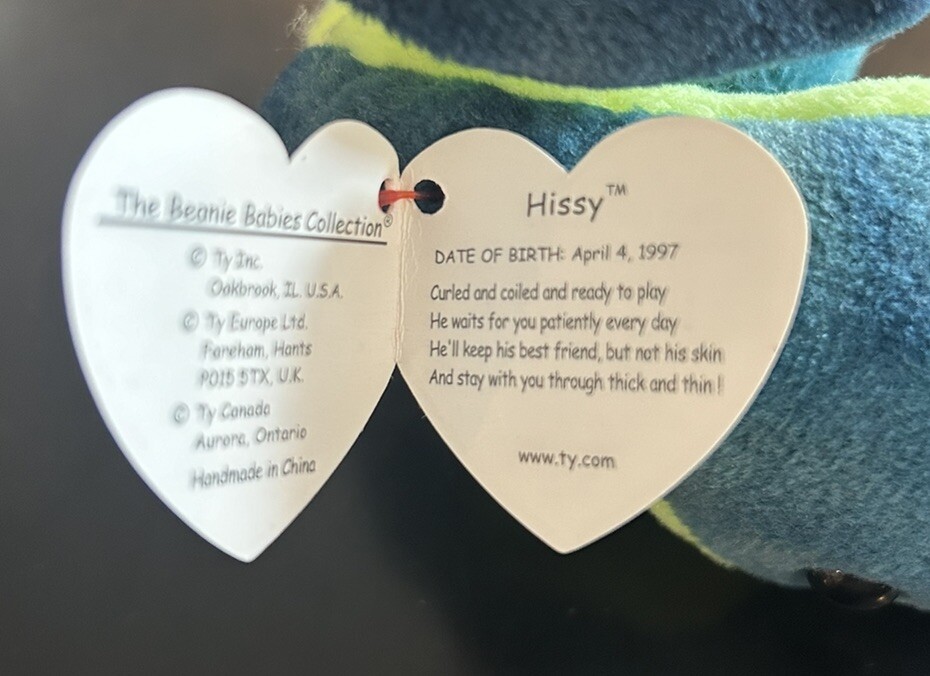 The Beanie Babies Collection®
© Ty Inc.
Oakbrook, IL. U.S.A.
© Ty Europe Ltd.
Fareham, Hants
PO15 5TX, U.K.
© Ty Canada
Aurora, Ontario
Handmade in China
Hissy™
DATE OF BIRTH: April 4, 1997
Curled and coiled and ready to play
He waits for you patiently every day
He'll keep his best friend, but not his skin
And stay with you through thick and thin!
www.ty.com